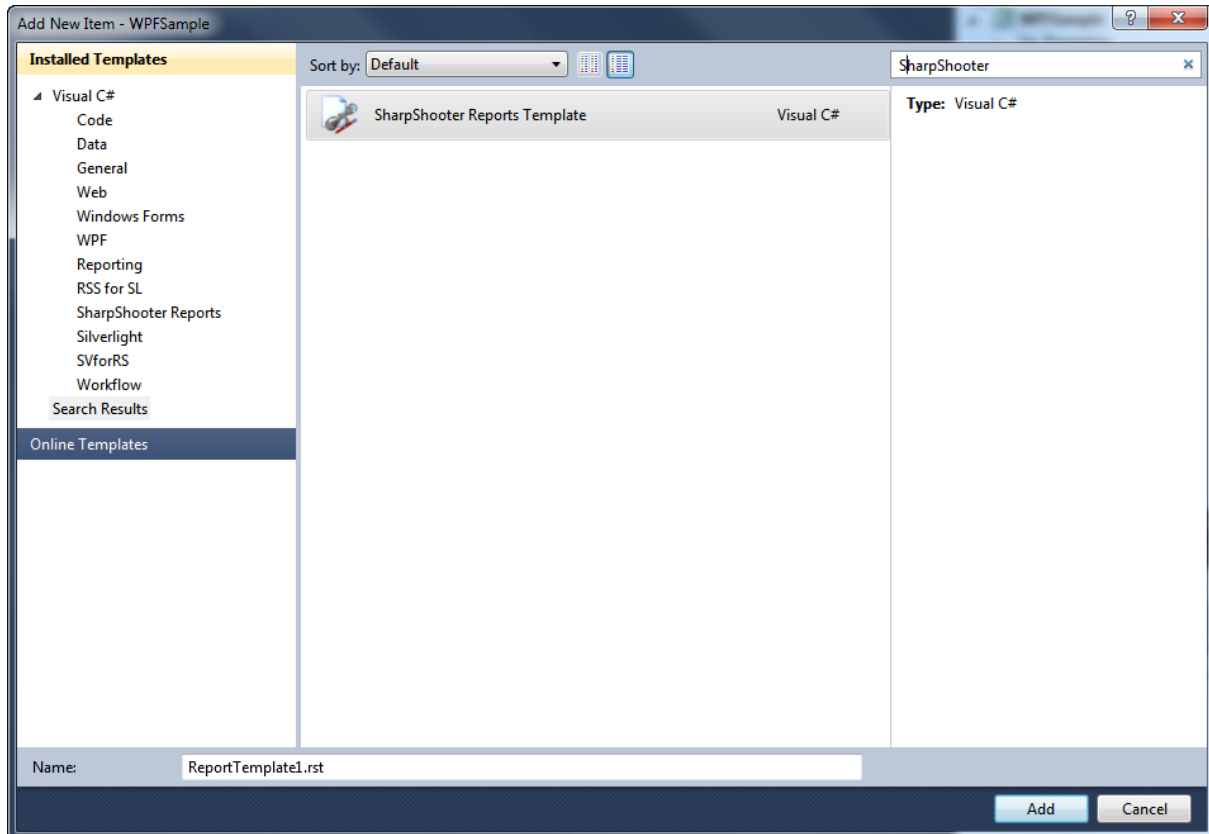 Add New Item - WPFSample
Installed Templates
Sort by: Default
SharpShooter
Visual C#
Code
Data
General
Web
Windows Forms
WPF
Reporting
RSS for SL
SharpShooter Reports
Silverlight
SVforRS
Workflow
Search Results
Online Templates
SharpShooter Reports Template Visual C#
Type: Visual C#
Name: ReportTemplate1.rst
Add Cancel